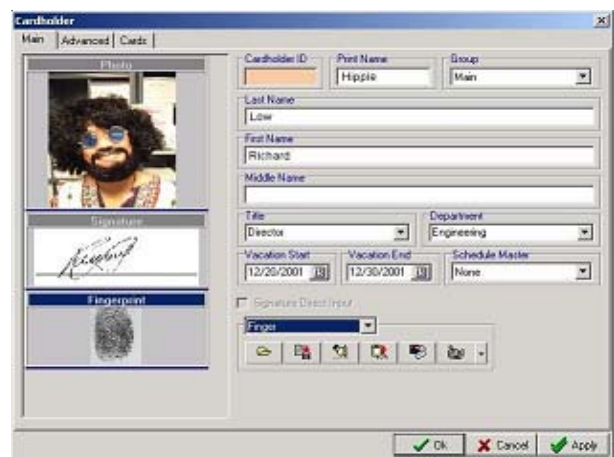 Cardholder
Main Advanced Cards
Photo
Signature
Fingerprint
Cardholder ID Print Name Group
Hippie Main
Last Name
Low
First Name
Richard
Middle Name
Title Department
Director Engineering
Vacation Start Vacation End Schedule Master
12/20/2001 12/30/2001 None
Signature Direct Input
Finger
Ok Cancel Apply